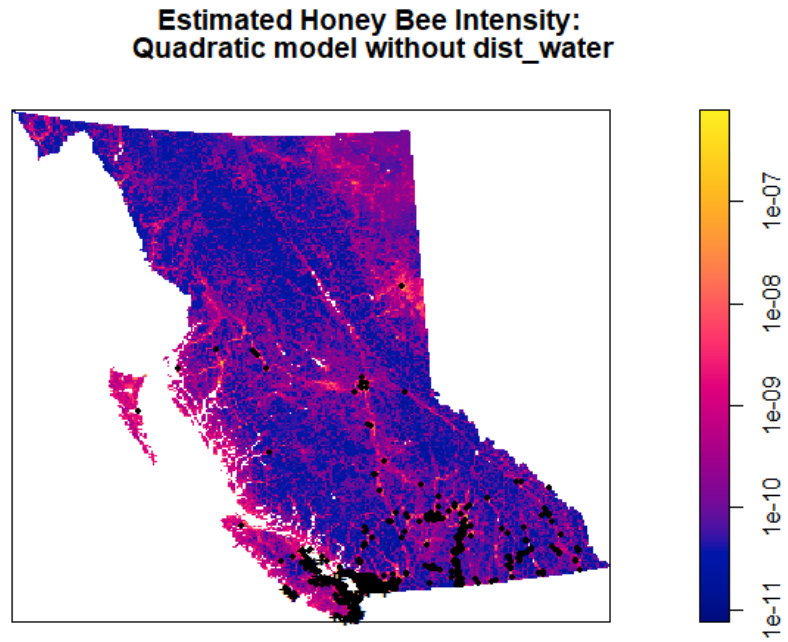 Estimated Honey Bee Intensity:
Quadratic model without dist_water
1e-07
1e-08
1e-09
1e-10
1e-11